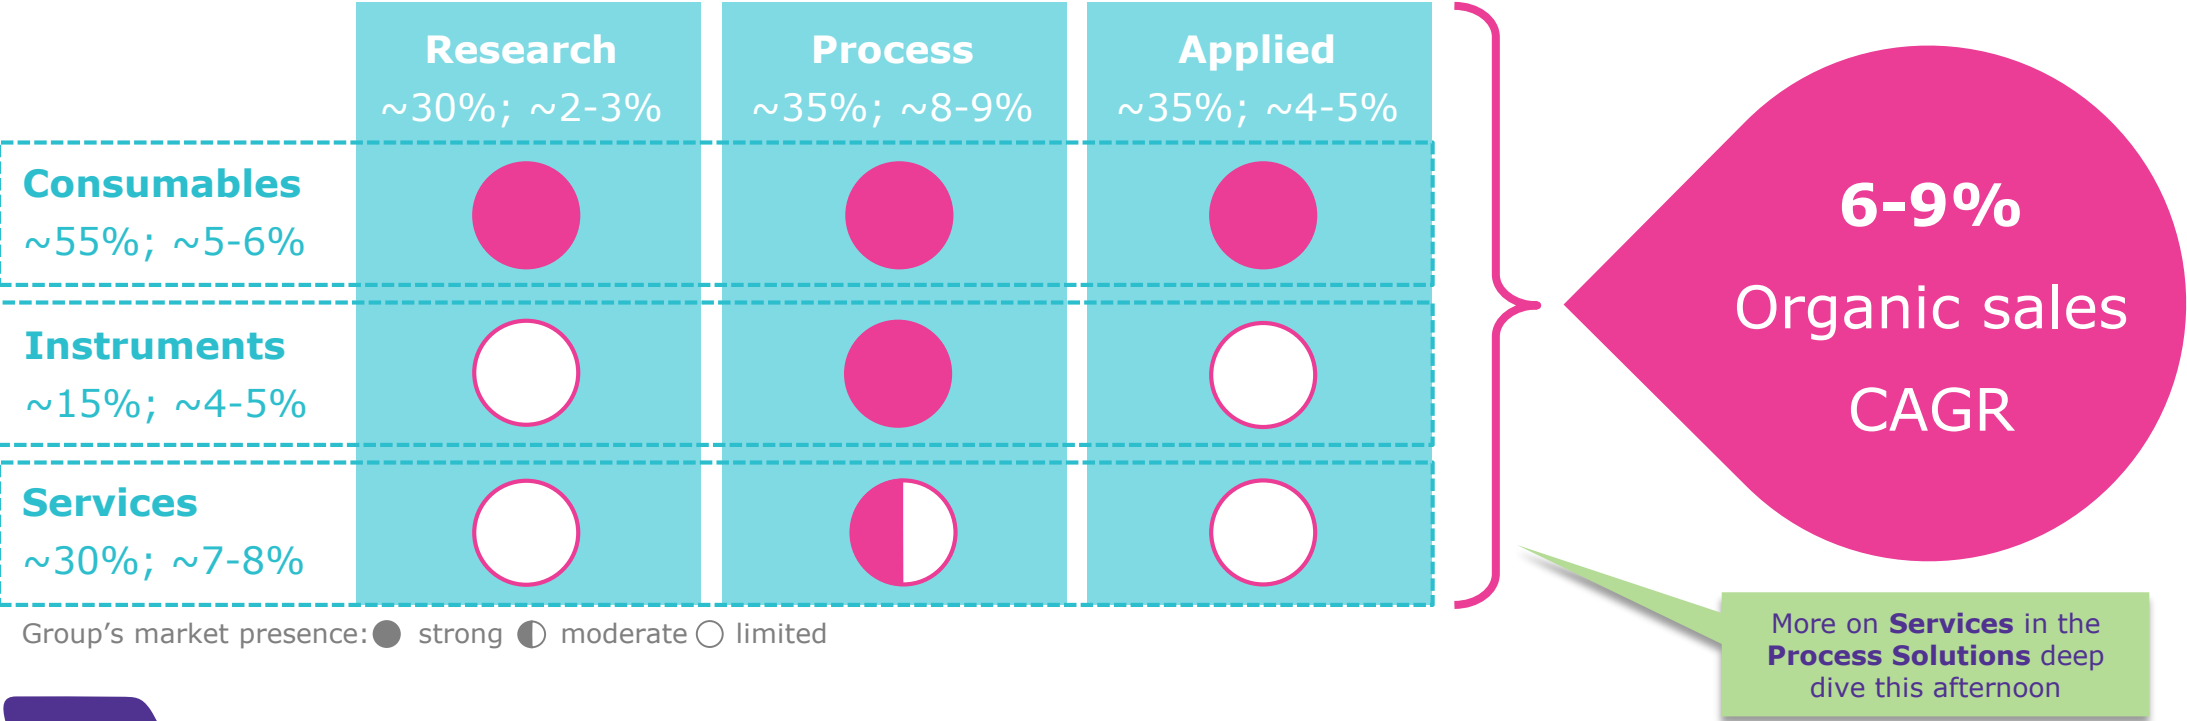 Research
~30%; ~2-3%
Process
~35%; ~8-9%
Applied
~35%; ~4-5%
Consumables
~55%; ~5-6%
Instruments
~15%; ~4-5%
Services
~30%; ~7-8%
6-9%
Organic sales
CAGR
Group's market presence: strong moderate limited
More on Services in the
Process Solutions deep
dive this afternoon